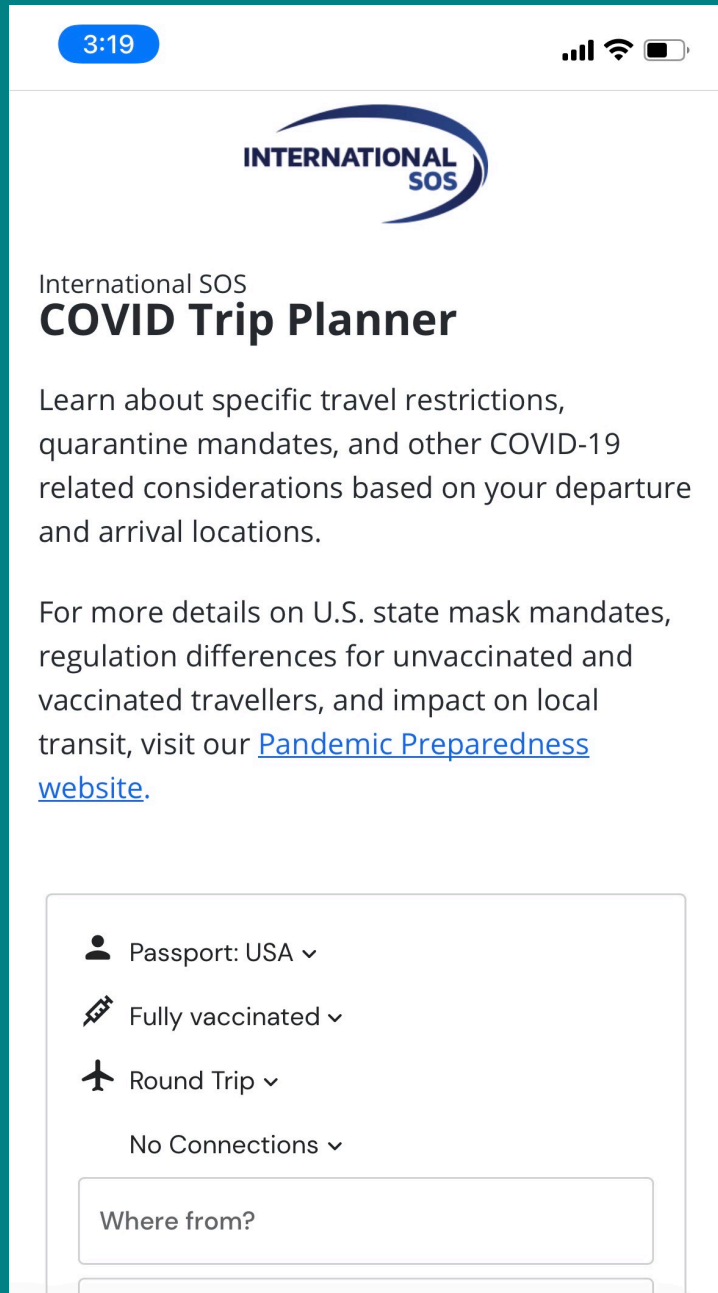 3:19
INTERNATIONAL
SOS
International SOS
COVID Trip Planner
Learn about specific travel restrictions,
quarantine mandates, and other COVID-19
related considerations based on your departure
and arrival locations.
For more details on U.S. state mask mandates,
regulation differences for unvaccinated and
vaccinated travellers, and impact on local
transit, visit our Pandemic Preparedness
website.
Passport: USA
Fully vaccinated
Round Trip
No Connections
Where from?